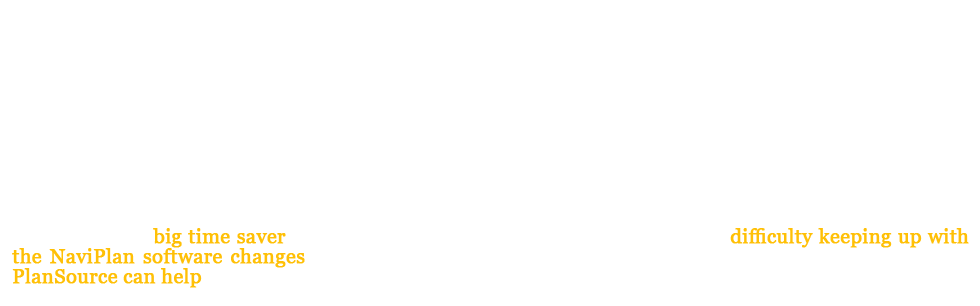 big time saver difficulty keeping up with
the NaviPlan software changes
PlanSource can help